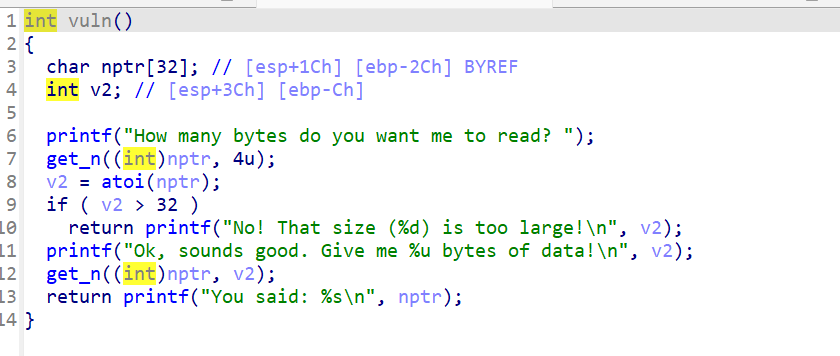 1 int vuln()
2 {
3   char nptr[32]; // [esp+1Ch] [ebp-2Ch] BYREF
4   int v2; // [esp+3Ch] [ebp-Ch]
5
6   printf("How many bytes do you want me to read? ");
7   get_n((int)nptr, 4u);
8   v2 = atoi(nptr);
9   if ( v2 > 32 )
10     return printf("No! That size (%d) is too large!\n", v2);
11   printf("Ok, sounds good. Give me %u bytes of data!\n", v2);
12   get_n((int)nptr, v2);
13   return printf("You said: %s\n", nptr);
14 }